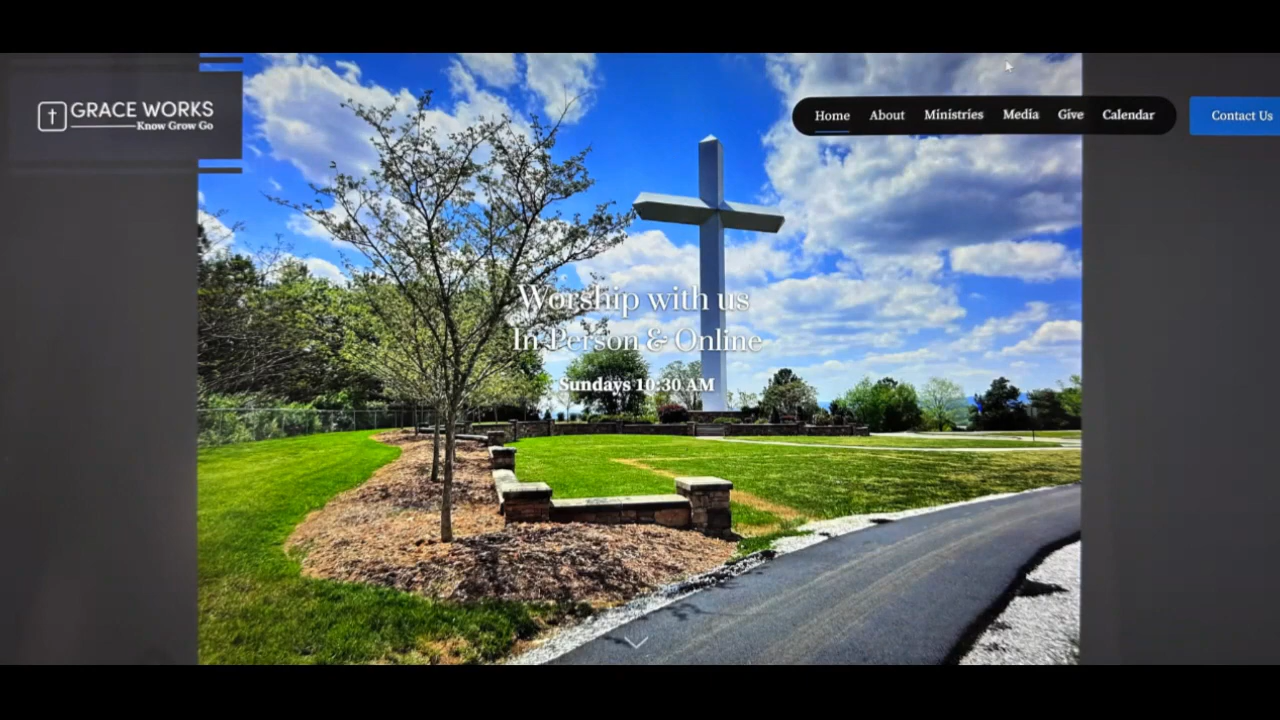 GRACE WORKS
Know Grow Go
Home About Ministries Media Give Calendar
Contact Us
Worship with us
In Person & Online
Sundays 10:30 AM